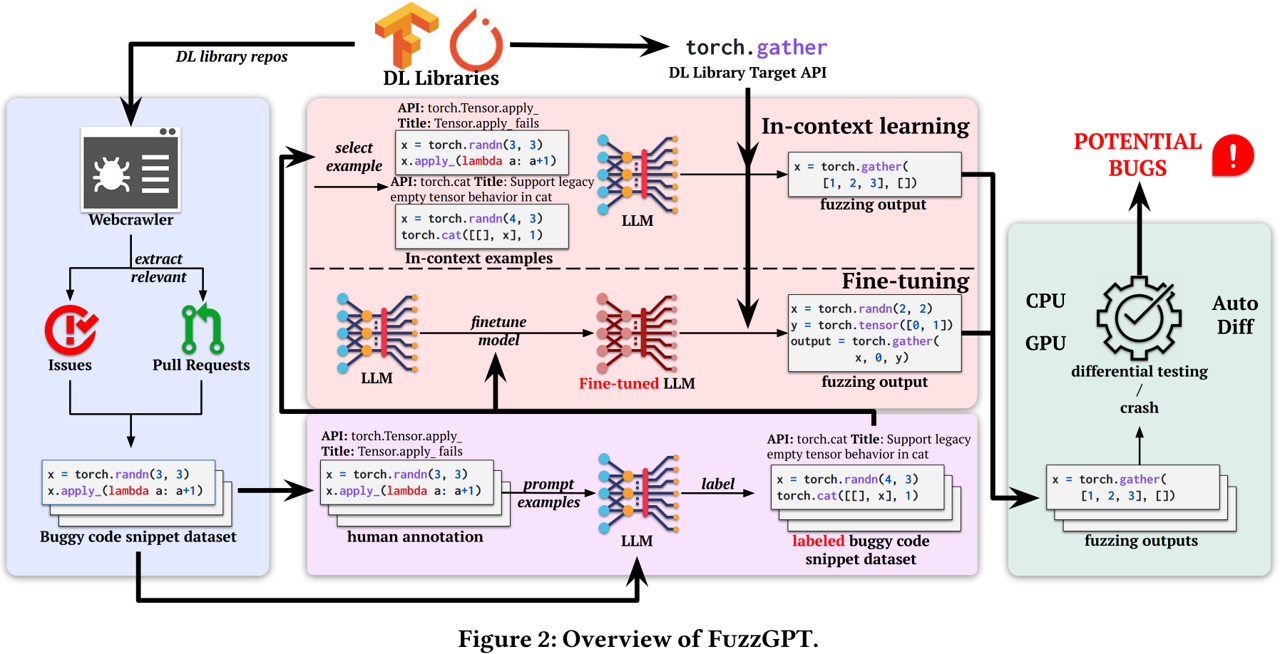 DL library repos
DL Libraries
torch.gather
DL Library Target API
Webcrawler
extract
relevant
Issues
Pull Requests
x = torch.randn(3, 3)
x.apply_(lambda a: a+1)
Buggy code snippet dataset
In-context learning
select
example
API: torch.Tensor.apply_
Title: Tensor.apply_ fails
x = torch.randn(3, 3)
x.apply_(lambda a: a+1)
API: torch.cat Title: Support legacy
empty tensor behavior in cat
x = torch.randn(4, 3)
torch.cat([[], x], 1)
In-context examples
LLM
x = torch.gather(
[1, 2, 3], [])
fuzzing output
Fine-tuning
LLM
finetune
model
Fine-tuned LLM
x = torch.randn(2, 2)
y = torch.tensor([0, 1])
output = torch.gather(
x, 0, y)
fuzzing output
API: torch.Tensor.apply_
Title: Tensor.apply_ fails
x = torch.randn(3, 3)
x.apply_(lambda a: a+1)
human annotation
prompt
examples
LLM
label
API: torch.cat Title: Support legacy
empty tensor behavior in cat
x = torch.randn(4, 3)
torch.cat([[], x], 1)
labeled buggy code
snippet dataset
POTENTIAL
BUGS
CPU
GPU
Auto
Diff
differential testing
/
crash
x = torch.gather(
[1, 2, 3], [])
fuzzing outputs
Figure 2: Overview of FuzzGPT.